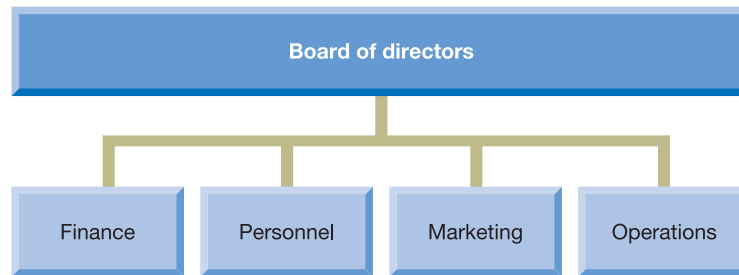 Board of directors
Finance
Personnel
Marketing
Operations